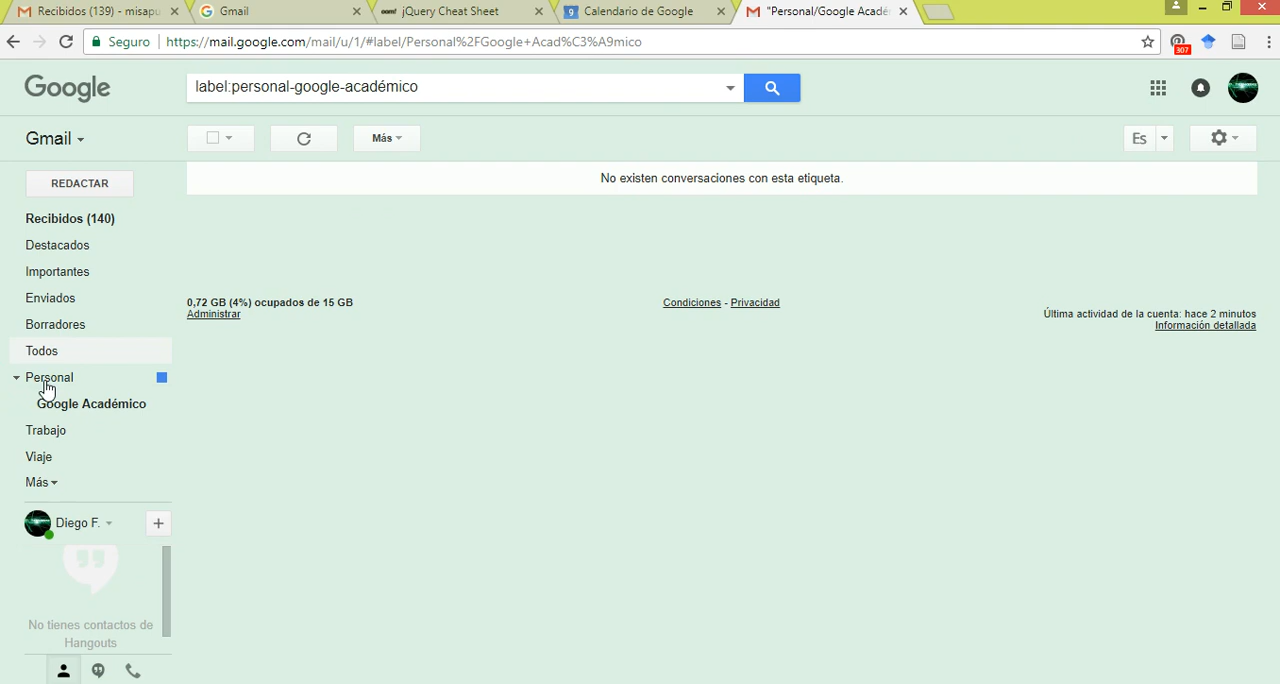 Recibidos (139) - misapu
Gmail
jQuery Cheat Sheet
Calendario de Google
"Personal/Google Acadé
Seguro
https://mail.google.com/mail/u/1/#label/Personal%2FGoogle+Acad%C3%A9mico
307
Google
label:personal-google-académico
Gmail
Más
Es
REDACTAR
No existen conversaciones con esta etiqueta.
Recibidos (140)
Destacados
Importantes
Enviados
Borradores
Todos
Personal
Google Académico
Trabajo
Viaje
Más
0,72 GB (4%) ocupados de 15 GB
Administrar
Condiciones - Privacidad
Última actividad de la cuenta: hace 2 minutos
Información detallada
Diego F.
No tienes contactos de
Hangouts